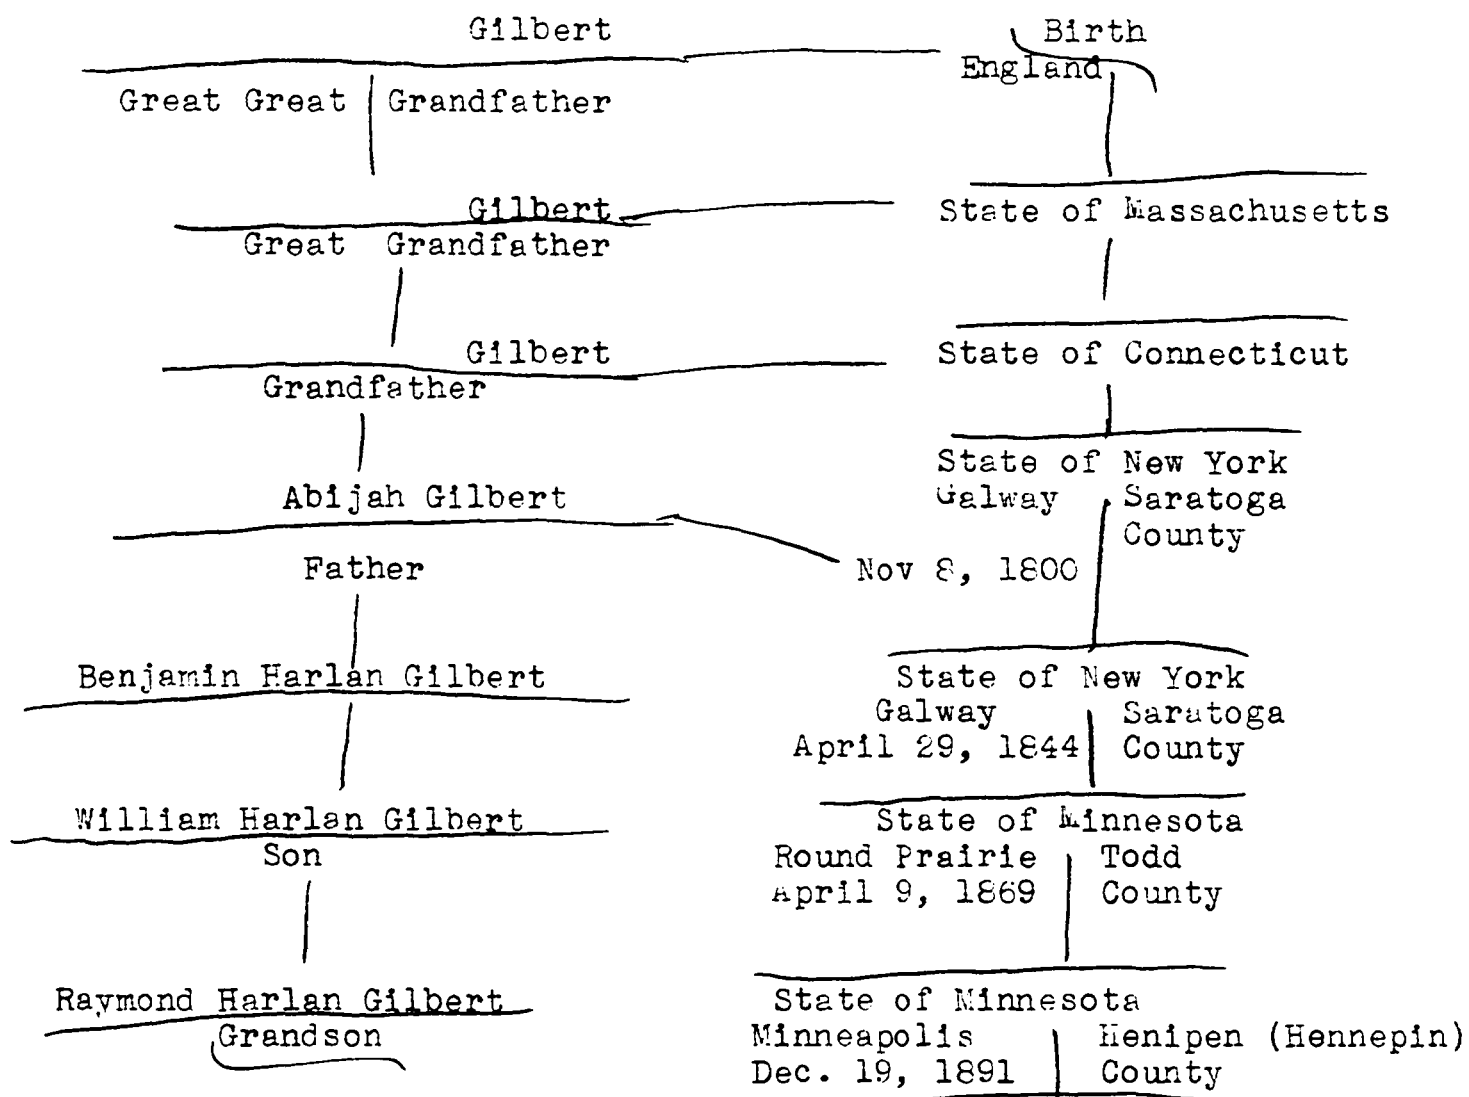 Gilbert Birth
England
Great Great Grandfather
Gilbert State of Massachusetts
Great Grandfather
Gilbert State of Connecticut
Grandfather
State of New York
Abijah Gilbert Galway Saratoga
County
Father Nov 8, 1800
Benjamin Harlan Gilbert State of New York
Galway Saratoga
April 29, 1844 County
William Harlan Gilbert State of Minnesota
Son Round Prairie Todd
April 9, 1869 County
Raymond Harlan Gilbert State of Minnesota
Grandson Minneapolis Henipen (Hennepin)
Dec. 19, 1891 County